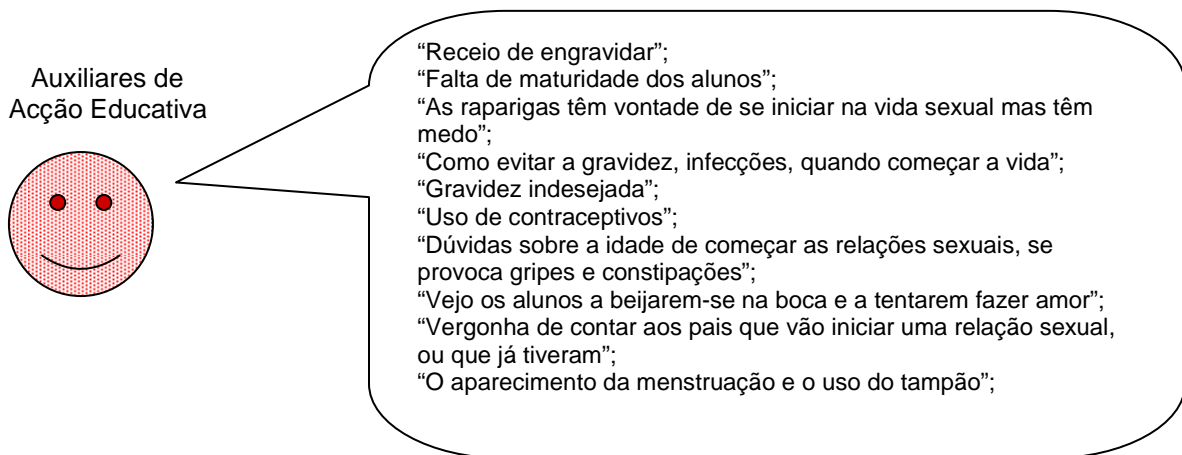 Auxiliares de
Acção Educativa
“Receio de engravidar”;
“Falta de maturidade dos alunos”;
“As raparigas têm vontade de se iniciar na vida sexual mas têm
medo”;
“Como evitar a gravidez, infecções, quando começar a vida”;
“Gravidez indesejada”;
“Uso de contraceptivos”;
“Dúvidas sobre a idade de começar as relações sexuais, se
provoca gripes e constipações”;
“Vejo os alunos a beijarem-se na boca e a tentarem fazer amor”;
“Vergonha de contar aos pais que vão iniciar uma relação sexual,
ou que já tiveram”;
“O aparecimento da menstruação e o uso do tampão”;